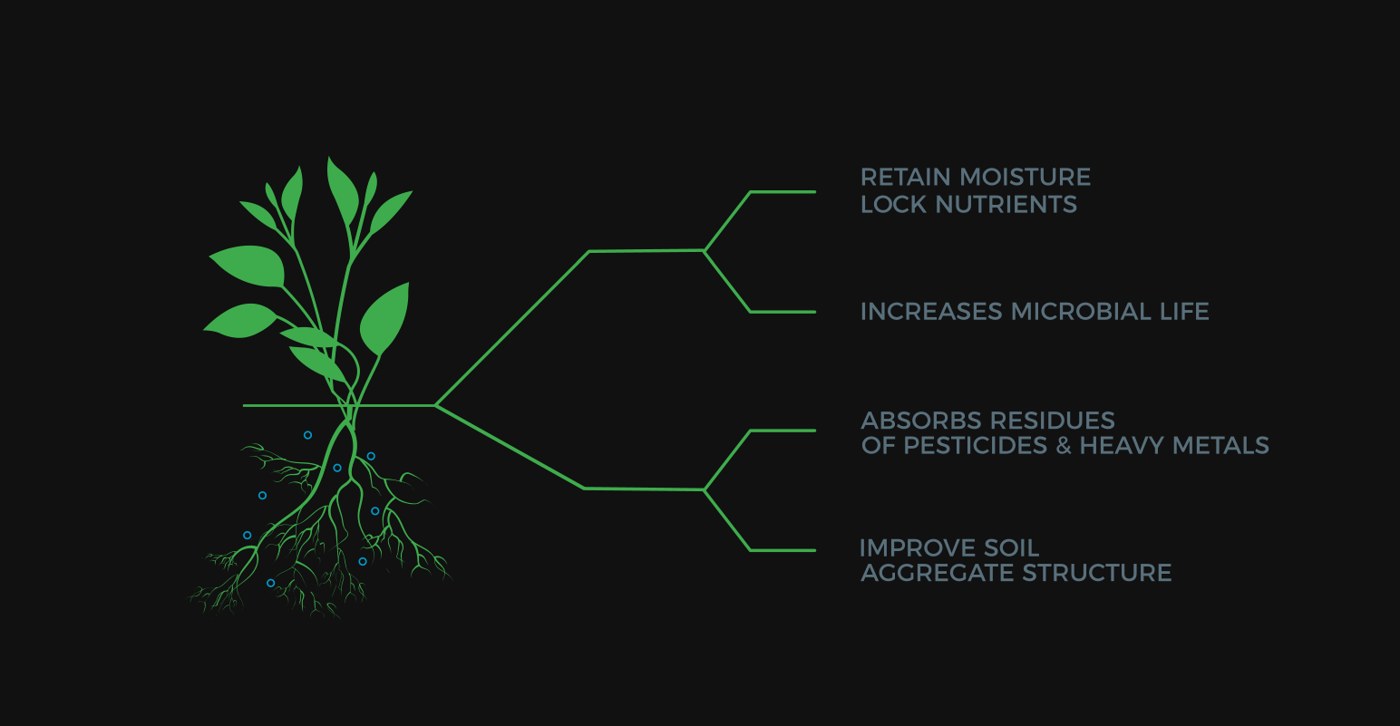 RETAIN MOISTURE
LOCK NUTRIENTS
INCREASES MICROBIAL LIFE
ABSORBS RESIDUES
OF PESTICIDES & HEAVY METALS
IMPROVE SOIL
AGGREGATE STRUCTURE